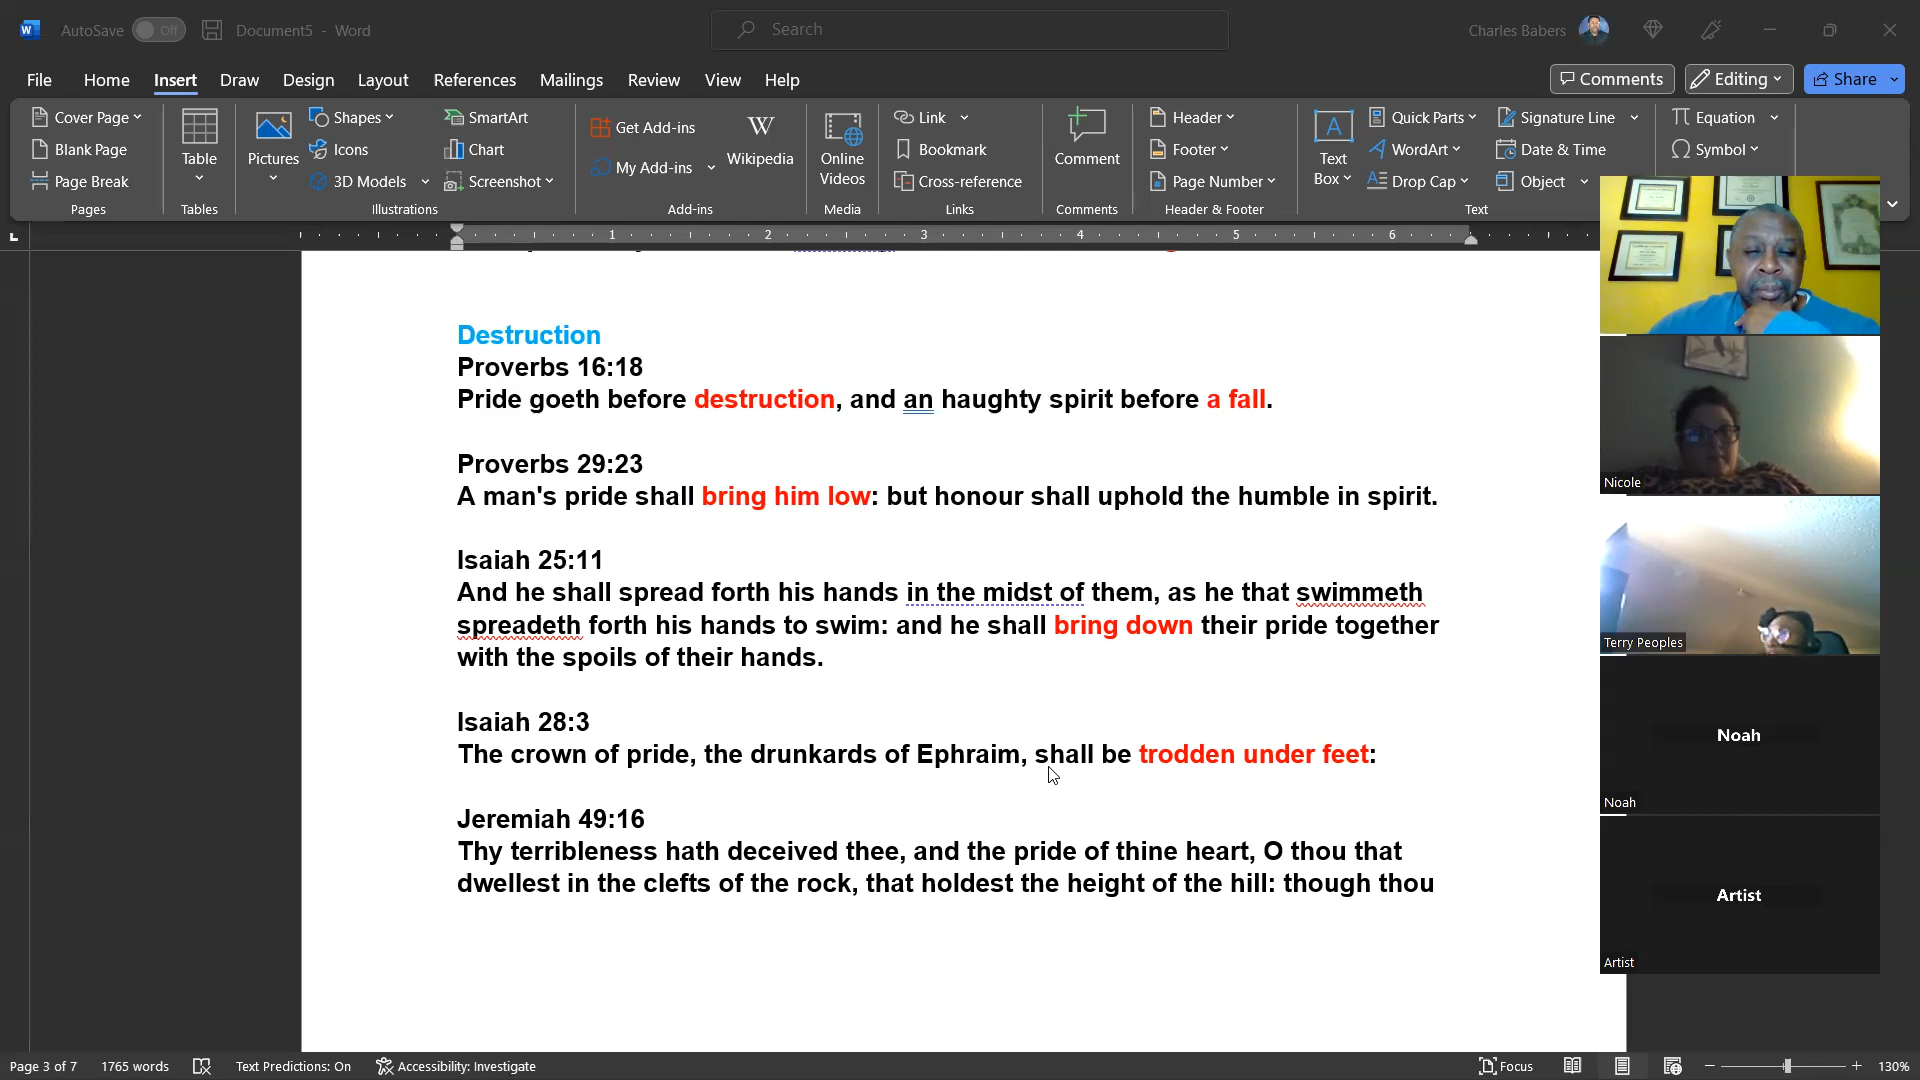 AutoSave Off Document5 - Word Search Charles Babers
File Home Insert Draw Design Layout References Mailings Review View Help Comments Editing Share
Cover Page Blank Page Page Break Pages
Table Tables
Pictures Shapes Icons 3D Models SmartArt Chart Screenshot Illustrations
Get Add-ins My Add-ins W Wikipedia Add-ins
Online Videos Media
Link Bookmark Cross-reference Links
Comment Comments
Header Footer Page Number Header & Footer
Text Box Quick Parts WordArt Drop Cap Signature Line Date & Time Object Text
Equation Symbol
1 2 3 4 5 6
Destruction
Proverbs 16:18
Pride goeth before destruction, and an haughty spirit before a fall.
Proverbs 29:23
A man's pride shall bring him low: but honour shall uphold the humble in spirit.
Isaiah 25:11
And he shall spread forth his hands in the midst of them, as he that swimmeth
spreadeth forth his hands to swim: and he shall bring down their pride together
with the spoils of their hands.
Isaiah 28:3
The crown of pride, the drunkards of Ephraim, shall be trodden under feet:
Jeremiah 49:16
Thy terribleness hath deceived thee, and the pride of thine heart, O thou that
dwellest in the clefts of the rock, that holdest the height of the hill: though thou
Nicole
Terry Peoples
Noah
Noah
Artist
Artist
Page 3 of 7 1765 words Text Predictions: On Accessibility: Investigate Focus 130%